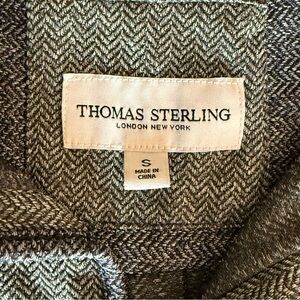 THOMAS STERLING
LONDON NEW YORK
S
MADE IN
CHINA